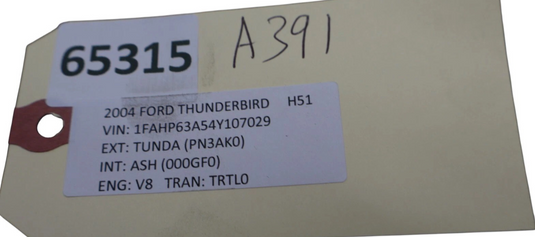 65315 A391
2004 FORD THUNDERBIRD H51
VIN: 1FAHP63A54Y107029
EXT: TUNDA (PN3AK0)
INT: ASH (000GF0)
ENG: V8 TRAN: TRTL0